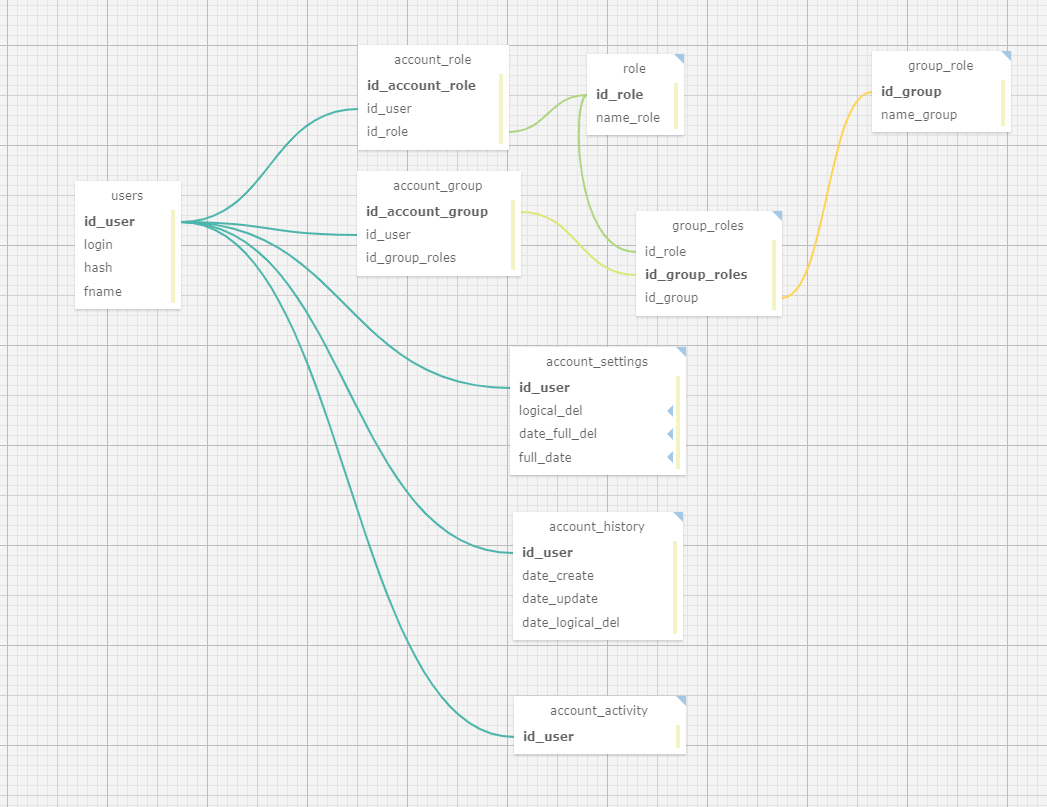 users
id_user
login
hash
fname
account_role
id_account_role
id_user
id_role
account_group
id_account_group
id_user
id_group_roles
role
id_role
name_role
group_role
id_group
name_group
group_roles
id_role
id_group_roles
id_group
account_settings
id_user
logical_del
date_full_del
full_date
account_history
id_user
date_create
date_update
date_logical_del
account_activity
id_user